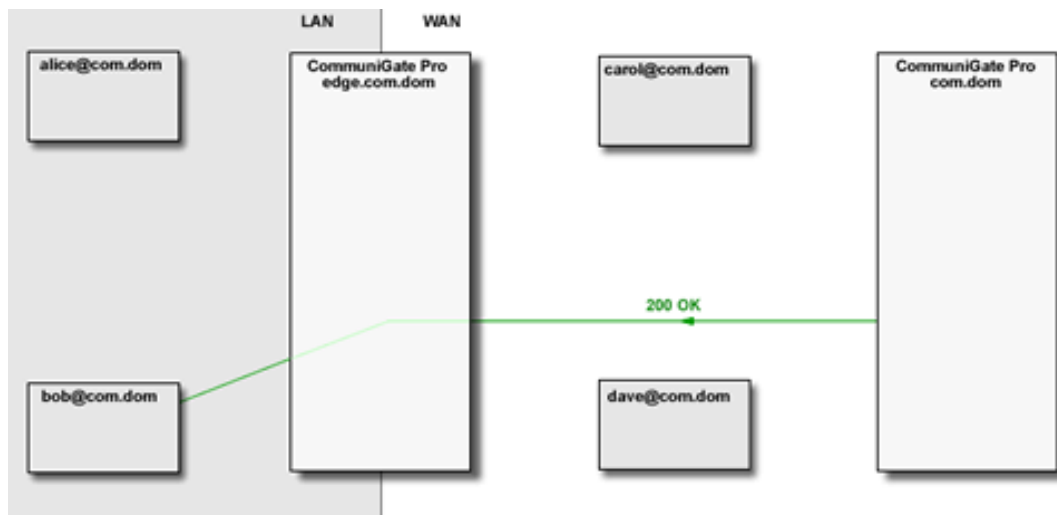 LAN
WAN
alice@com.dom
CommuniGate Pro
edge.com.dom
carol@com.dom
CommuniGate Pro
com.dom
200 OK
bob@com.dom
dave@com.dom